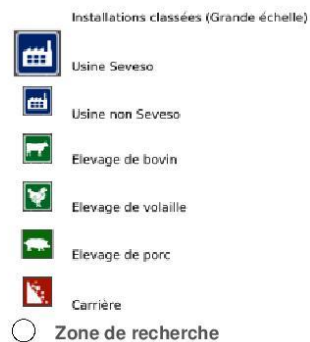 Installations classées (Grande échelle)
Usine Seveso
Usine non Seveso
Elevage de bovin
Elevage de volaille
Elevage de porc
Carrière
Zone de recherche